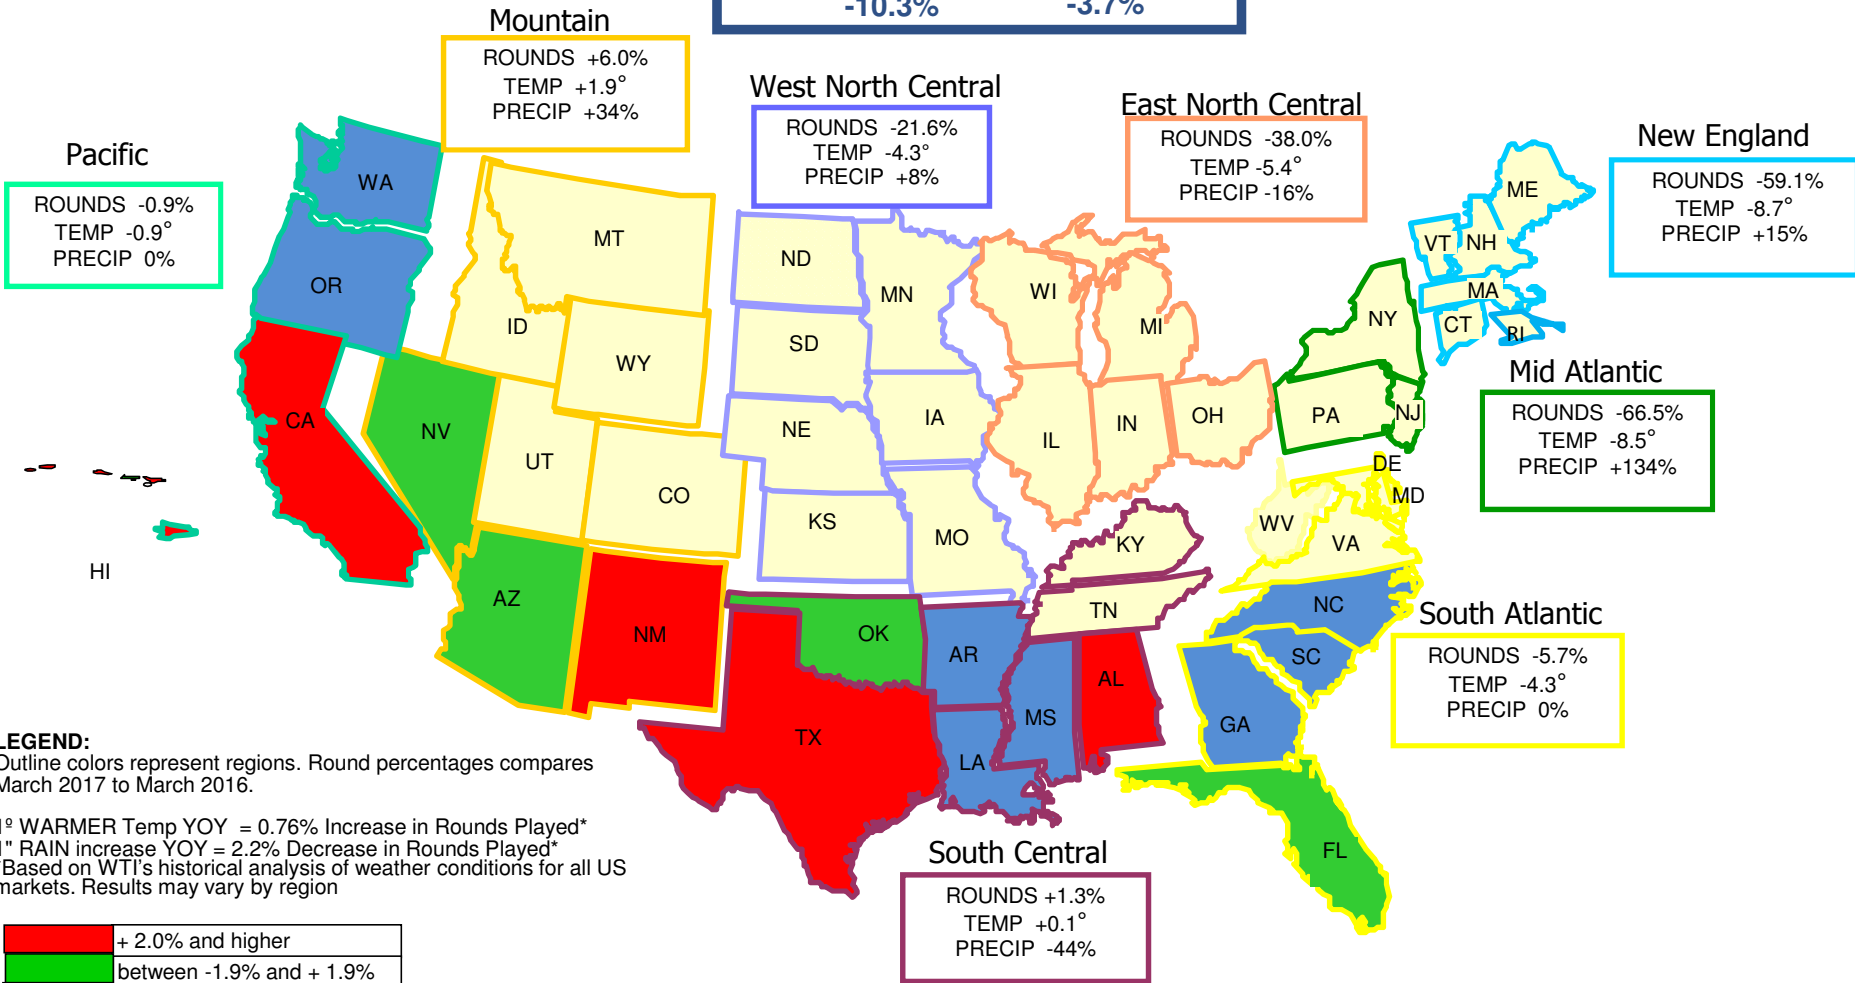 -10.3% -3.7%
Mountain
ROUNDS +6.0%
TEMP +1.9°
PRECIP +34%
West North Central
ROUNDS -21.6%
TEMP -4.3°
PRECIP +8%
East North Central
ROUNDS -38.0%
TEMP -5.4°
PRECIP -16%
New England
ROUNDS -59.1%
TEMP -8.7°
PRECIP +15%
Pacific
ROUNDS -0.9%
TEMP -0.9°
PRECIP 0%
Mid Atlantic
ROUNDS -66.5%
TEMP -8.5°
PRECIP +134%
South Atlantic
ROUNDS -5.7%
TEMP -4.3°
PRECIP 0%
South Central
ROUNDS +1.3%
TEMP +0.1°
PRECIP -44%
WA
OR
CA
HI
MT
ID
WY
NV
UT
CO
AZ
NM
ND
SD
NE
KS
MN
IA
MO
WI
MI
IL
IN
OH
KY
TN
OK
AR
TX
LA
MS
AL
ME
VT
NH
MA
CT
RI
NY
PA
NJ
DE
MD
WV
VA
NC
SC
GA
FL
LEGEND:
Outline colors represent regions. Round percentages compares
March 2017 to March 2016.
1º WARMER Temp YOY = 0.76% Increase in Rounds Played*
1" RAIN increase YOY = 2.2% Decrease in Rounds Played*
*Based on WTI's historical analysis of weather conditions for all US
markets. Results may vary by region
+ 2.0% and higher
between -1.9% and + 1.9%